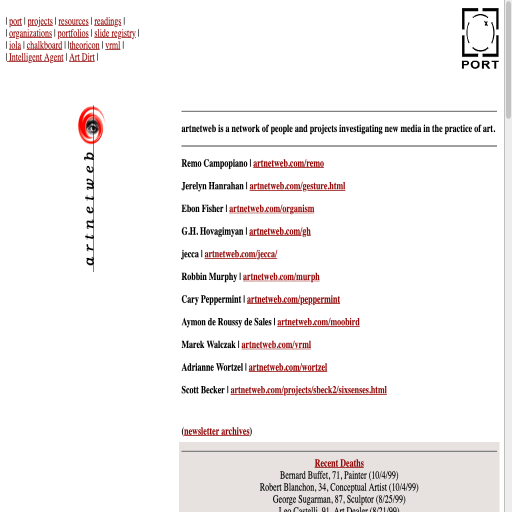 | port | projects | resources | readings |
| organizations | portfolios | slide registry |
| iola | chalkboard | |theoricon | vrml |
| Intelligent Agent | Art Dirt |
PORT
artnetweb
artnetweb is a network of people and projects investigating new media in the practice of art.
Remo Campopiano | artnetweb.com/remo
Jerelyn Hanrahan | artnetweb.com/gesture.html
Ebon Fisher | artnetweb.com/organism
G.H. Hovagimyan | artnetweb.com/gh
jecca | artnetweb.com/jecca/
Robbin Murphy | artnetweb.com/murph
Cary Peppermint | artnetweb.com/peppermint
Aymon de Roussy de Sales | artnetweb.com/moobird
Marek Walczak | artnetweb.com/vrml
Adrianne Wortzel | artnetweb.com/wortzel
Scott Becker | artnetweb.com/projects/sbeck2/sixsenses.html
(newsletter archives)
Recent Deaths
Bernard Buffet, 71, Painter (10/4/99)
Robert Blanchon, 34, Conceptual Artist (10/4/99)
George Sugarman, 87, Sculptor (8/25/99)
Leo Castelli, 91, Art Dealer (8/21/99)